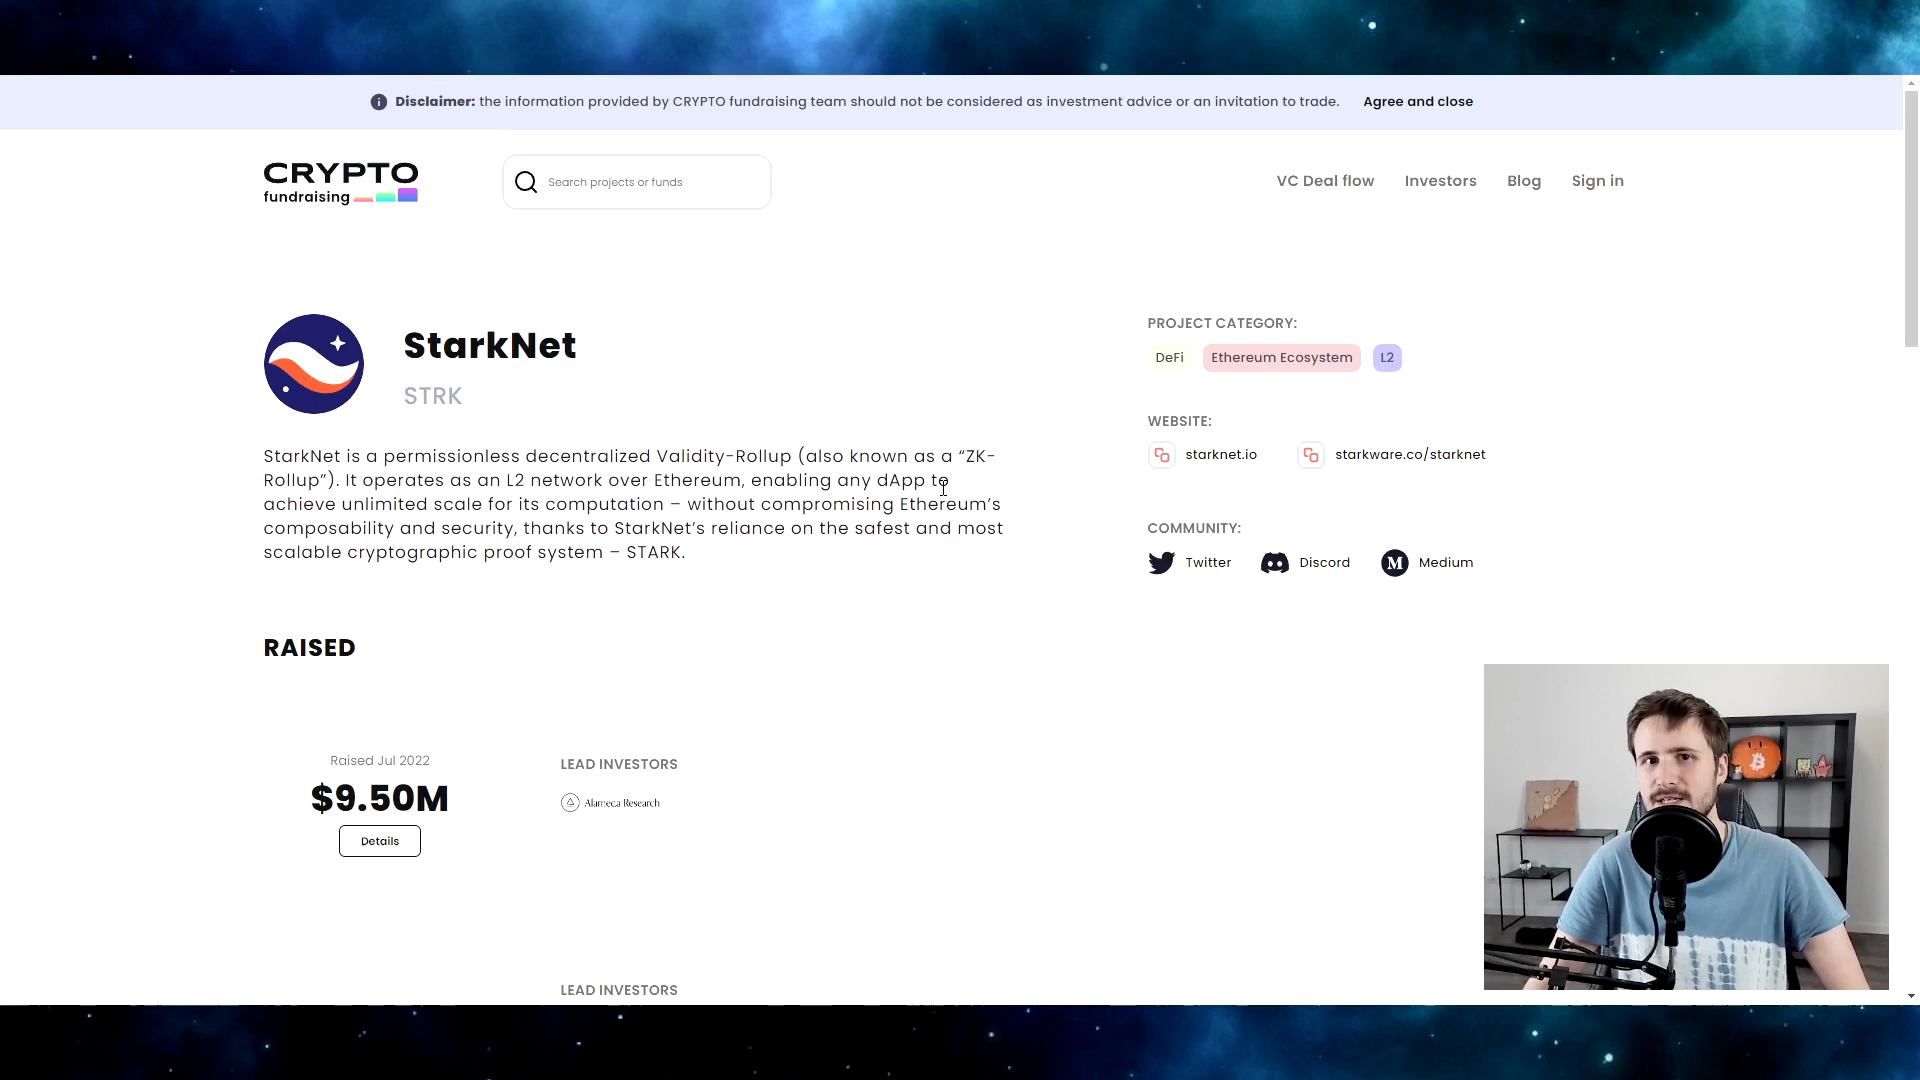 Disclaimer: the information provided by CRYPTO fundraising team should not be considered as investment advice or an invitation to trade. Agree and close
CRYPTO
fundraising
Search projects or funds
VC Deal flow Investors Blog Sign in
StarkNet
STRK
StarkNet is a permissionless decentralized Validity-Rollup (also known as a “ZK-
Rollup”). It operates as an L2 network over Ethereum, enabling any dApp to
achieve unlimited scale for its computation – without compromising Ethereum’s
composability and security, thanks to StarkNet’s reliance on the safest and most
scalable cryptographic proof system – STARK.
PROJECT CATEGORY:
DeFi Ethereum Ecosystem L2
WEBSITE:
starknet.io starkware.co/starknet
COMMUNITY:
Twitter Discord Medium
RAISED
Raised Jul 2022
$9.50M
Details
LEAD INVESTORS
Alameda Research
LEAD INVESTORS